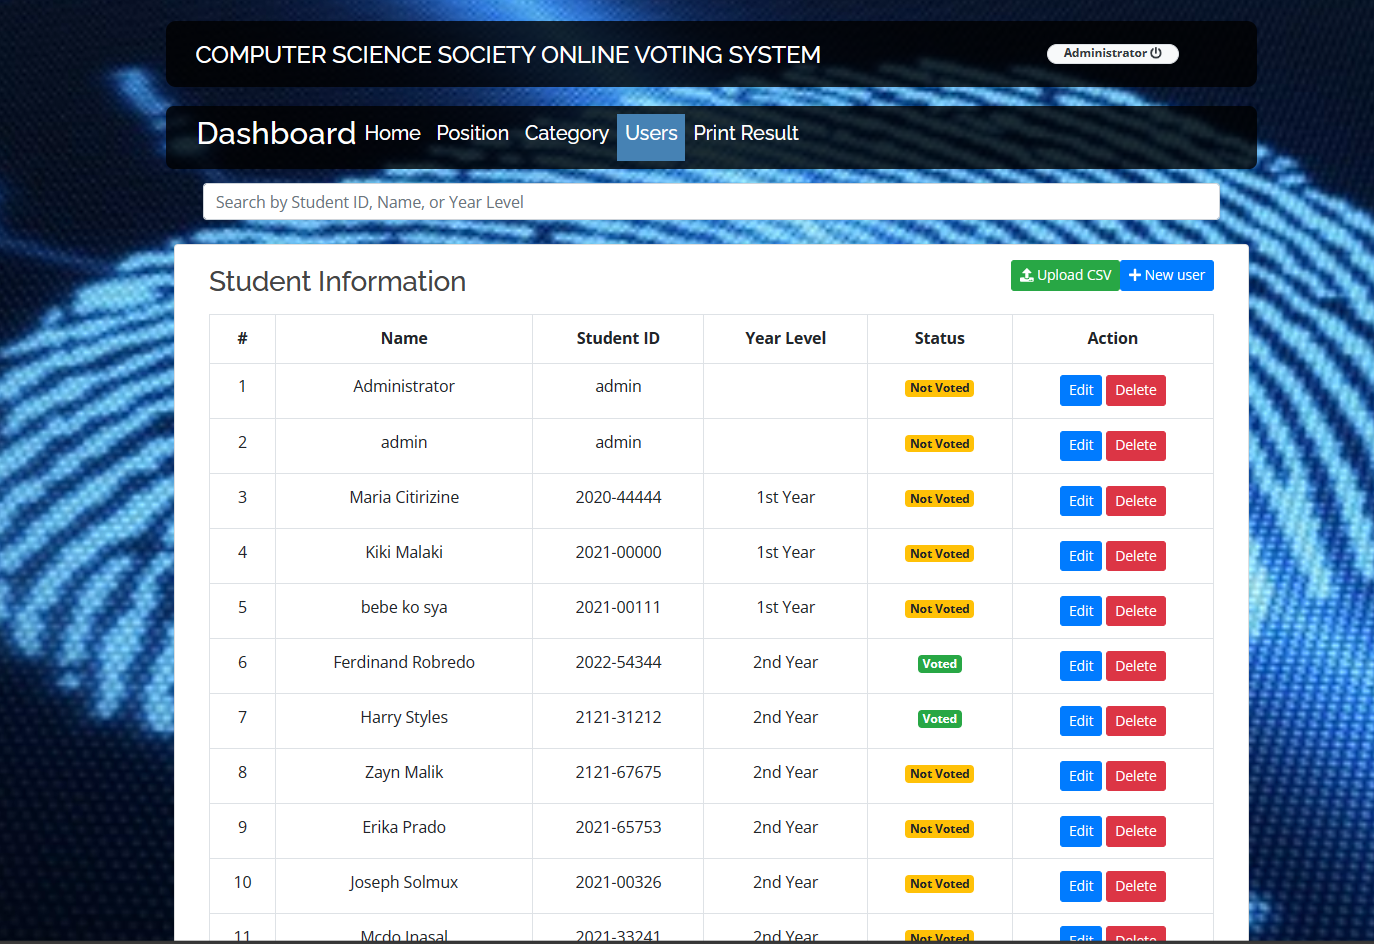 COMPUTER SCIENCE SOCIETY ONLINE VOTING SYSTEM Administrator
Dashboard Home Position Category Users Print Result
Search by Student ID, Name, or Year Level
Student Information Upload CSV New user
# Name Student ID Year Level Status Action
1 Administrator admin Not Voted Edit Delete
2 admin admin Not Voted Edit Delete
3 Maria Citirizine 2020-44444 1st Year Not Voted Edit Delete
4 Kiki Malaki 2021-00000 1st Year Not Voted Edit Delete
5 bebe ko sya 2021-00111 1st Year Not Voted Edit Delete
6 Ferdinand Robredo 2022-54344 2nd Year Voted Edit Delete
7 Harry Styles 2121-31212 2nd Year Voted Edit Delete
8 Zayn Malik 2121-67675 2nd Year Not Voted Edit Delete
9 Erika Prado 2021-65753 2nd Year Not Voted Edit Delete
10 Joseph Solmux 2021-00326 2nd Year Not Voted Edit Delete
11 Mcdo Inasal 2021-33241 2nd Year Not Voted Edit Delete